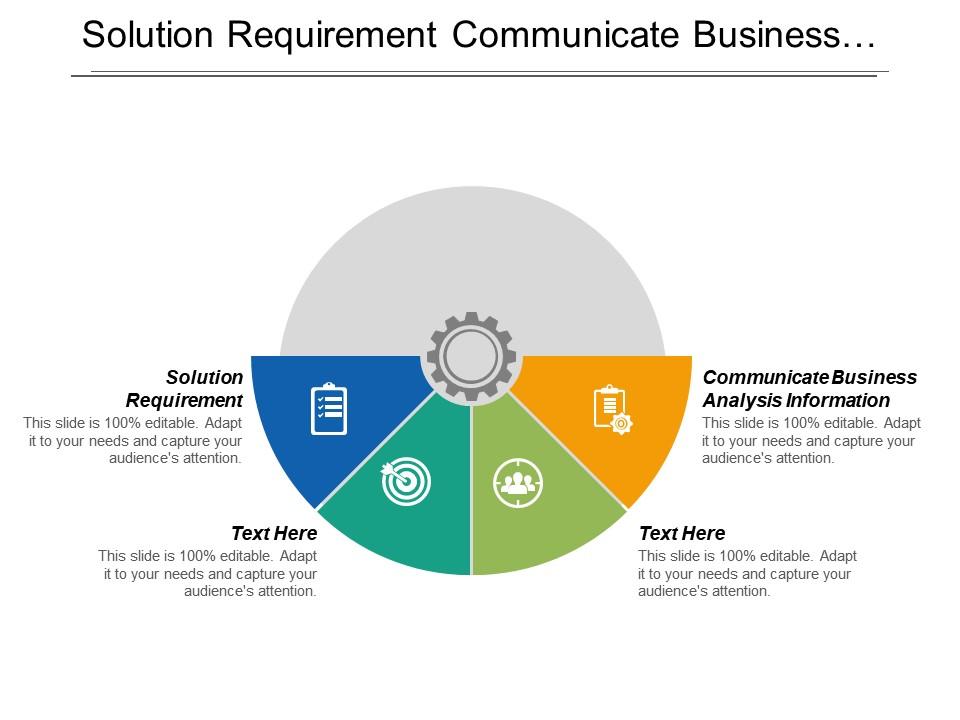 Solution Requirement Communicate Business…
Solution
Requirement
This slide is 100% editable. Adapt
it to your needs and capture your
audience's attention.
Communicate Business
Analysis Information
This slide is 100% editable. Adapt
it to your needs and capture your
audience's attention.
Text Here
This slide is 100% editable. Adapt
it to your needs and capture your
audience's attention.
Text Here
This slide is 100% editable. Adapt
it to your needs and capture your
audience's attention.